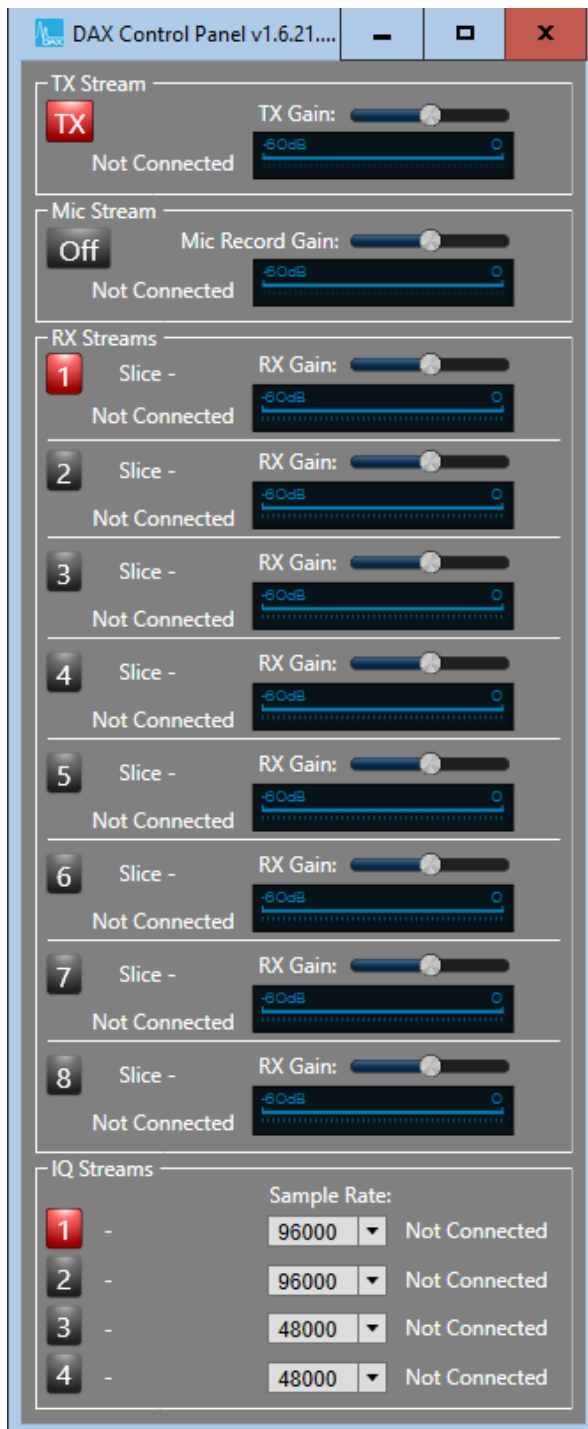 DAX Control Panel v1.6.21....
TX Stream
TX
TX Gain:
-60dB 0
Not Connected
Mic Stream
Off
Mic Record Gain:
-60dB 0
Not Connected
RX Streams
1 Slice - RX Gain:
-60dB 0
Not Connected
2 Slice - RX Gain:
-60dB 0
Not Connected
3 Slice - RX Gain:
-60dB 0
Not Connected
4 Slice - RX Gain:
-60dB 0
Not Connected
5 Slice - RX Gain:
-60dB 0
Not Connected
6 Slice - RX Gain:
-60dB 0
Not Connected
7 Slice - RX Gain:
-60dB 0
Not Connected
8 Slice - RX Gain:
-60dB 0
Not Connected
IQ Streams
Sample Rate:
1 - 96000 Not Connected
2 - 96000 Not Connected
3 - 48000 Not Connected
4 - 48000 Not Connected